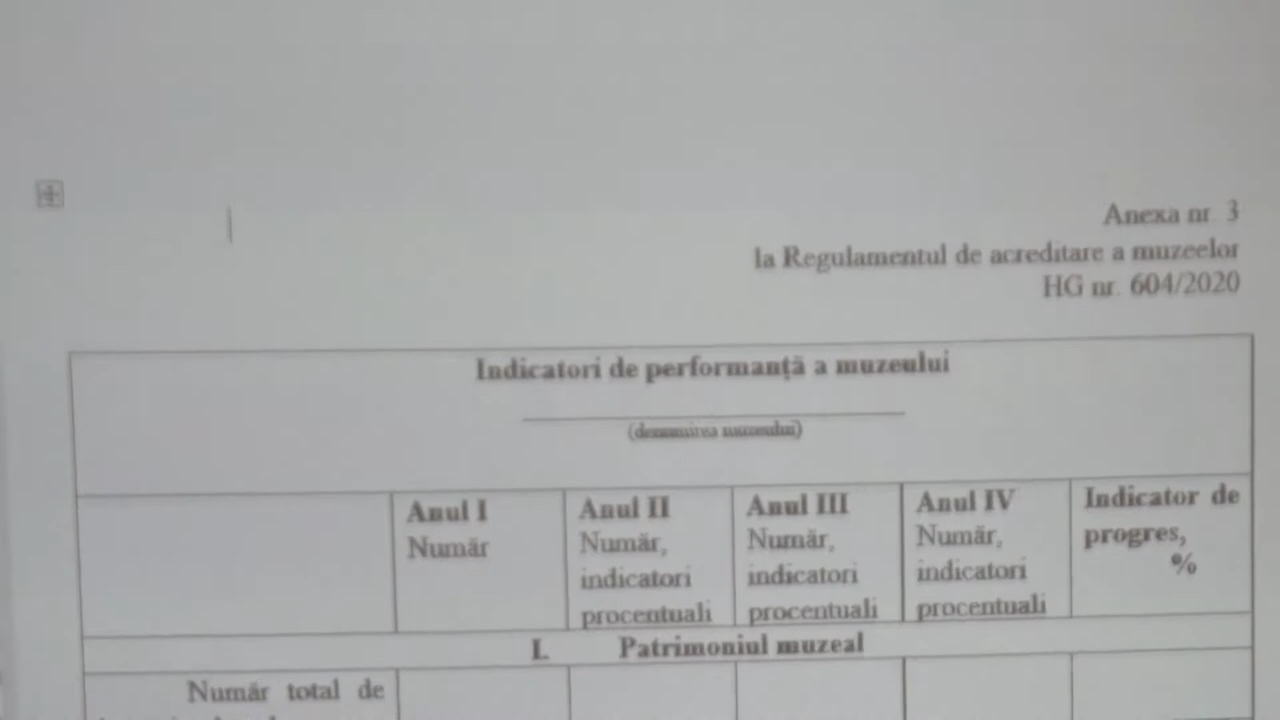 Anexa nr. 3
la Regulamentul de acreditare a muzeelor
HG nr. 604/2020
Indicatori de performanță a muzeului
(denumirea muzeului)
Anul I
Număr
Anul II
Număr,
indicatori
procentuali
Anul III
Număr,
indicatori
procentuali
Anul IV
Număr,
indicatori
procentuali
Indicator de
progres,
%
I. Patrimoniul muzeal
Număr total de